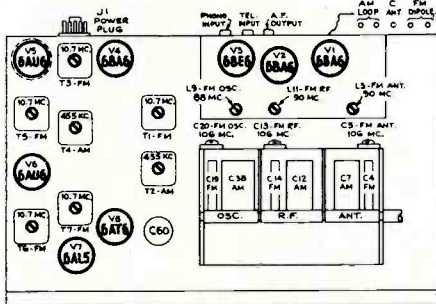 J1
POWER
PLUG
PHONO
INPUT
TEL.
INPUT
A.F.
OUTPUT
AM
LOOP
C
ANT
FM
DIPOLE
V5
6AU6
10.7 MC.
T3-FM
V4
6BA6
V3
6BE6
V2
6BA6
V1
6BA6
L9-FM OSC.
88 MC
L11-FM RF.
90 MC
L3-FM ANT.
90 MC.
10.7 MC.
T5-FM
455 KC
T4-AM
10.7 MC.
T1-FM
C20-FM OSC.
106 MC.
C13-FM RF.
106 MC
C5-FM ANT.
106 MC.
V6
6AU6
455 KC
T2-AM
C19
FM
C38
AM
C14
FM
C12
AM
C7
AM
C4
FM
OSC.
R.F.
ANT.
10.7 MC.
T6-FM
10.7 MC.
T7-FM
V8
6AT6
C60
V7
6AL5